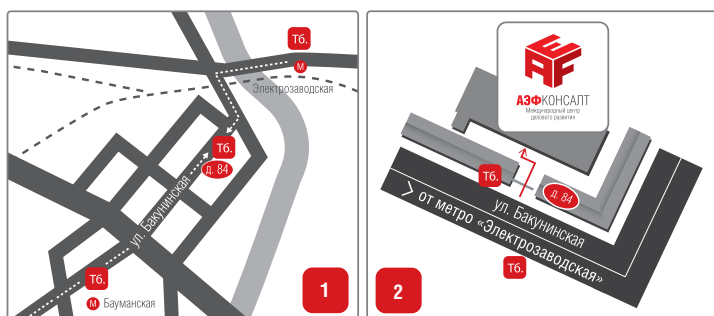 Тб.
М
Электрозаводская
Тб.
д. 84
ул. Бакунинская
Тб.
М Бауманская
1
АЭФКОНСАЛТ
Международный центр
делового развития
Тб.
д. 84
ул. Бакунинская
от метро «Электрозаводская»
Тб.
2